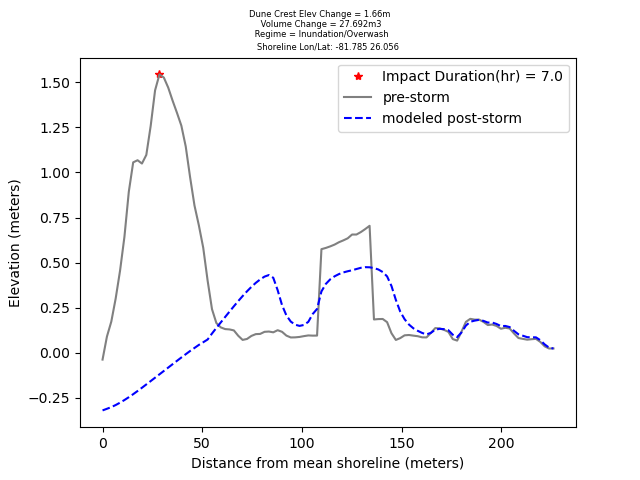 Dune Crest Elev Change = 1.66m
Volume Change = 27.692m3
Regime = Inundation/Overwash
Shoreline Lon/Lat: -81.785 26.056
Impact Duration(hr) = 7.0
pre-storm
modeled post-storm
1.50
1.25
1.00
0.75
0.50
0.25
0.00
−0.25
Elevation (meters)
0 50 100 150 200
Distance from mean shoreline (meters)